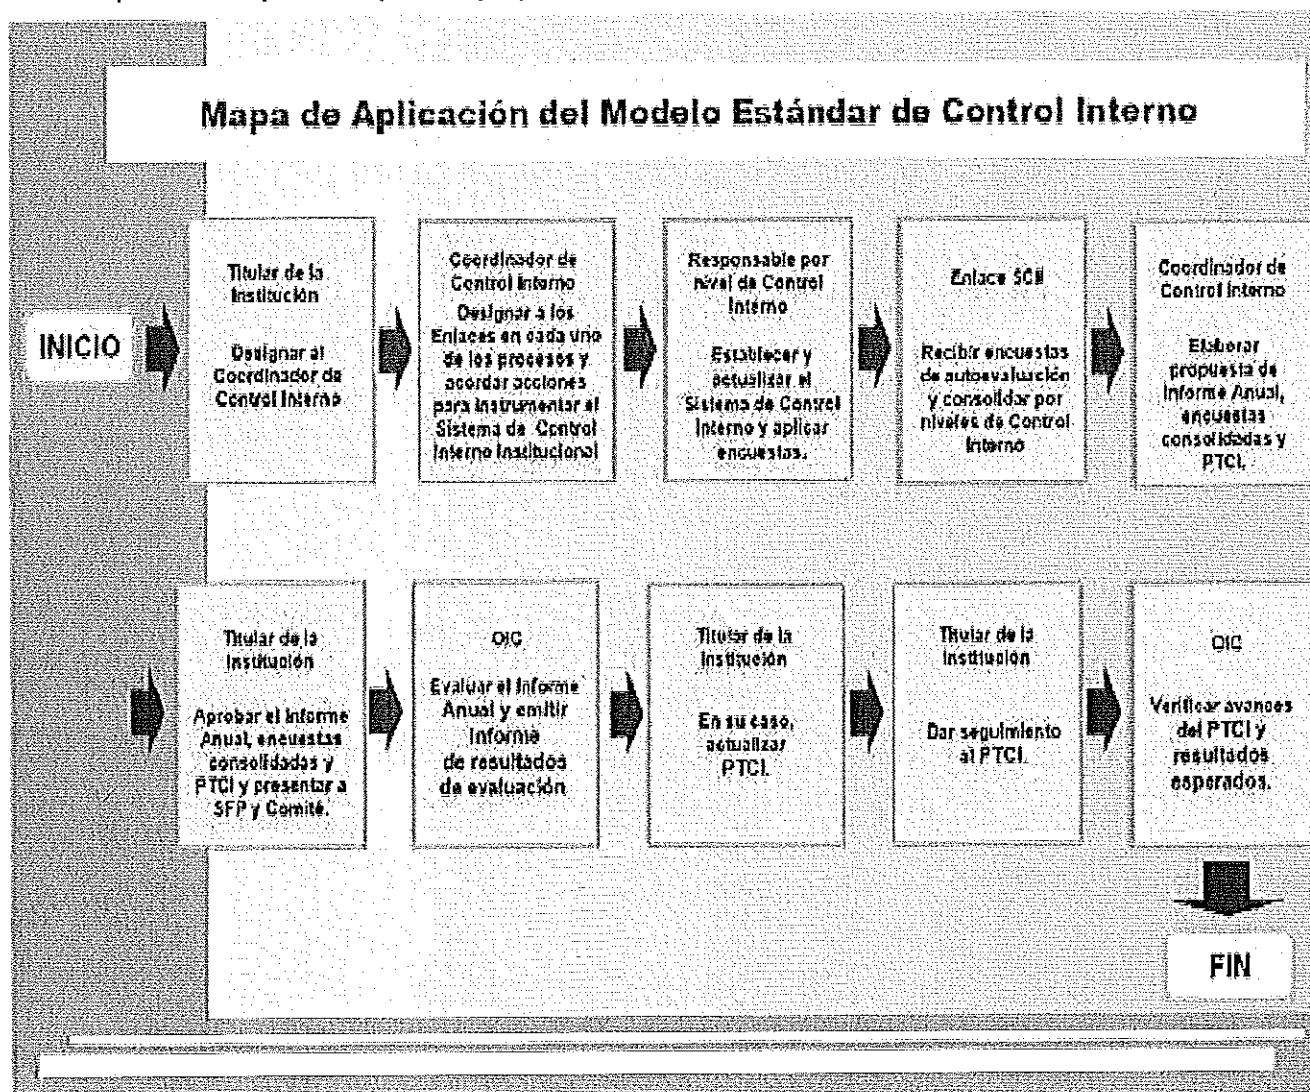 Mapa de Aplicación del Modelo Estándar de Control Interno
INICIO
Titular de la
Institución
Designar al
Coordinador de
Control Interno
Coordinador de
Control Interno
Designar a los
Enlaces en cada uno
de los procesos y
acordar acciones
para instrumentar el
Sistema de Control
Interno Institucional
Responsable por
nivel de Control
Interno
Establecer y
actualizar el
Sistema de Control
Interno y aplicar
encuestas.
Enlace SCII
Recibir encuestas
de autoevaluación
y consolidar por
niveles de Control
Interno
Coordinador de
Control Interno
Elaborar
propuesta de
Informe Anual,
encuestas
consolidadas y
PTCI.
Titular de la
Institución
Aprobar el Informe
Anual, encuestas
consolidadas y
PTCI y presentar a
SFP y Comité.
OIC
Evaluar el Informe
Anual y emitir
Informe
de resultados
de evaluación
Titular de la
Institución
En su caso,
actualizar
PTCI.
Titular de la
Institución
Dar seguimiento
al PTCI.
OIC
Verificar avances
del PTCI y
resultados
esperados.
FIN